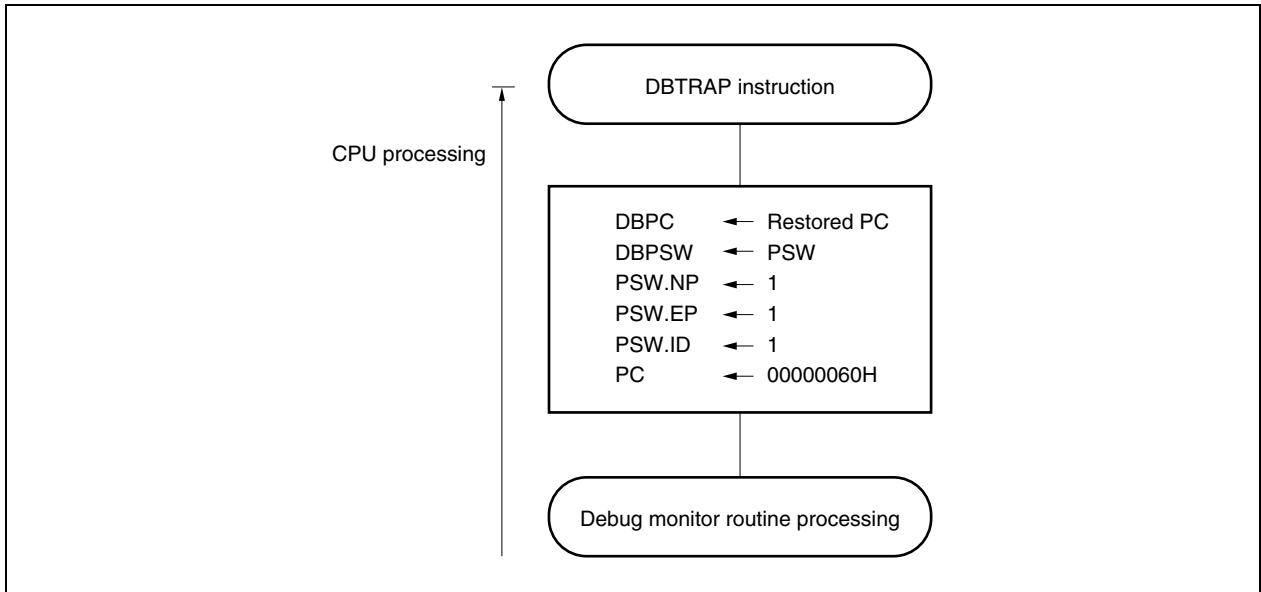 DBTRAP instruction
CPU processing
DBPC ← Restored PC
DBPSW ← PSW
PSW.NP ← 1
PSW.EP ← 1
PSW.ID ← 1
PC ← 00000060H
Debug monitor routine processing